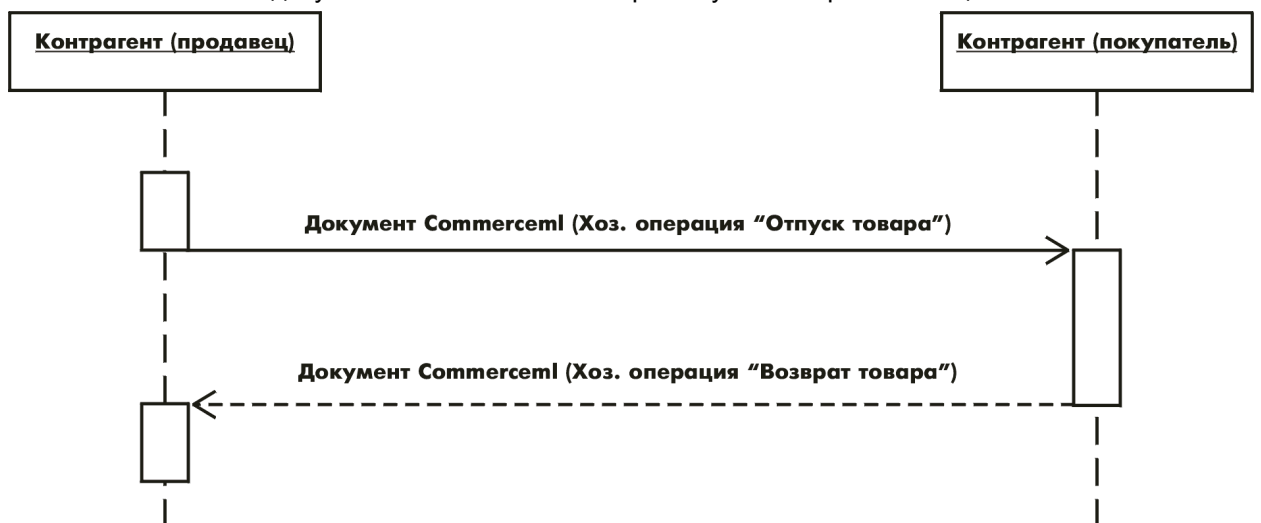 Контрагент (продавец)
Контрагент (покупатель)
Документ Commerceml (Хоз. операция “Отпуск товара”)
Документ Commerceml (Хоз. операция “Возврат товара”)